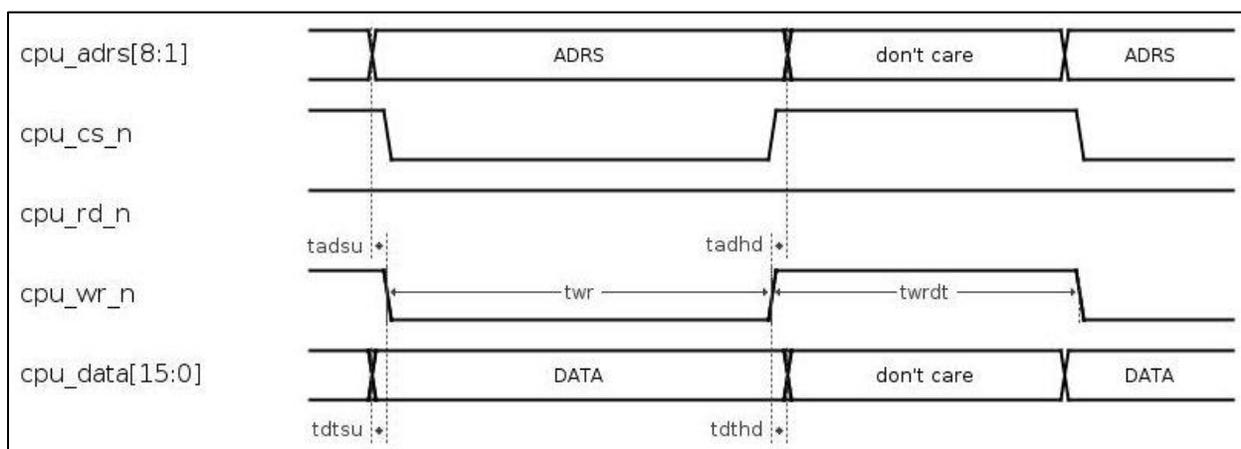 cpu_adrs[8:1] ADRS don't care ADRS
cpu_cs_n
cpu_rd_n
tadsu tadhd
cpu_wr_n twr twrdt
cpu_data[15:0] DATA don't care DATA
tdtsu tdthd